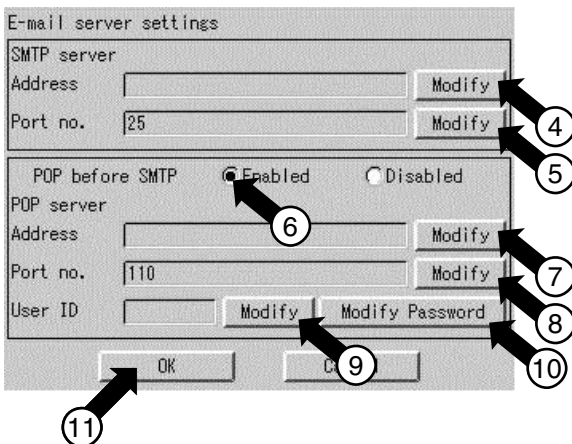 E-mail server settings
SMTP server
Address Modify
4
Port no. 25 Modify
5
POP before SMTP Enabled Disabled
6
POP server
Address Modify
7
Port no. 110 Modify
8
User ID Modify Modify Password
9
10
OK
11